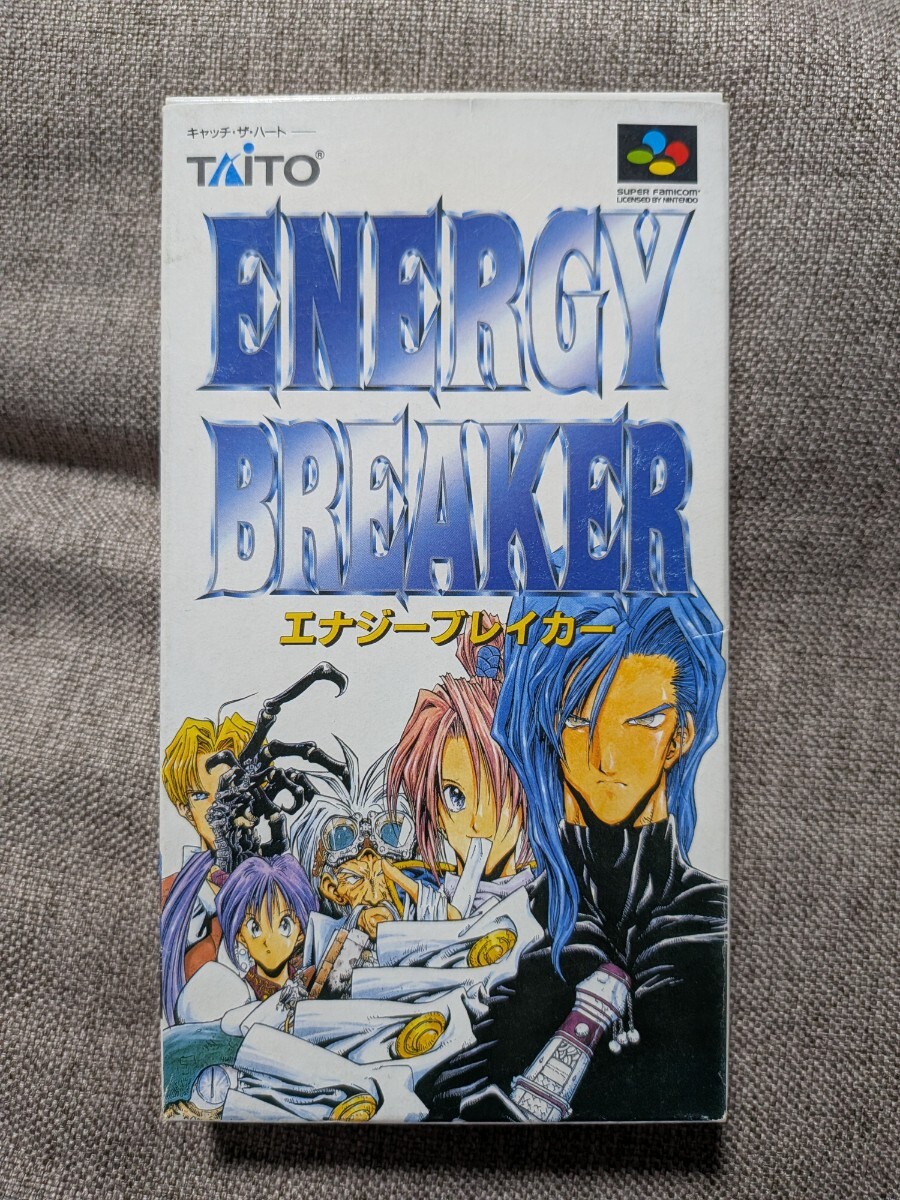 キャッチ・ザ・ハート
TAITO®
SUPER FAMICOM
LICENSED BY NINTENDO
ENERGY
BREAKER
エナジーブレイカー